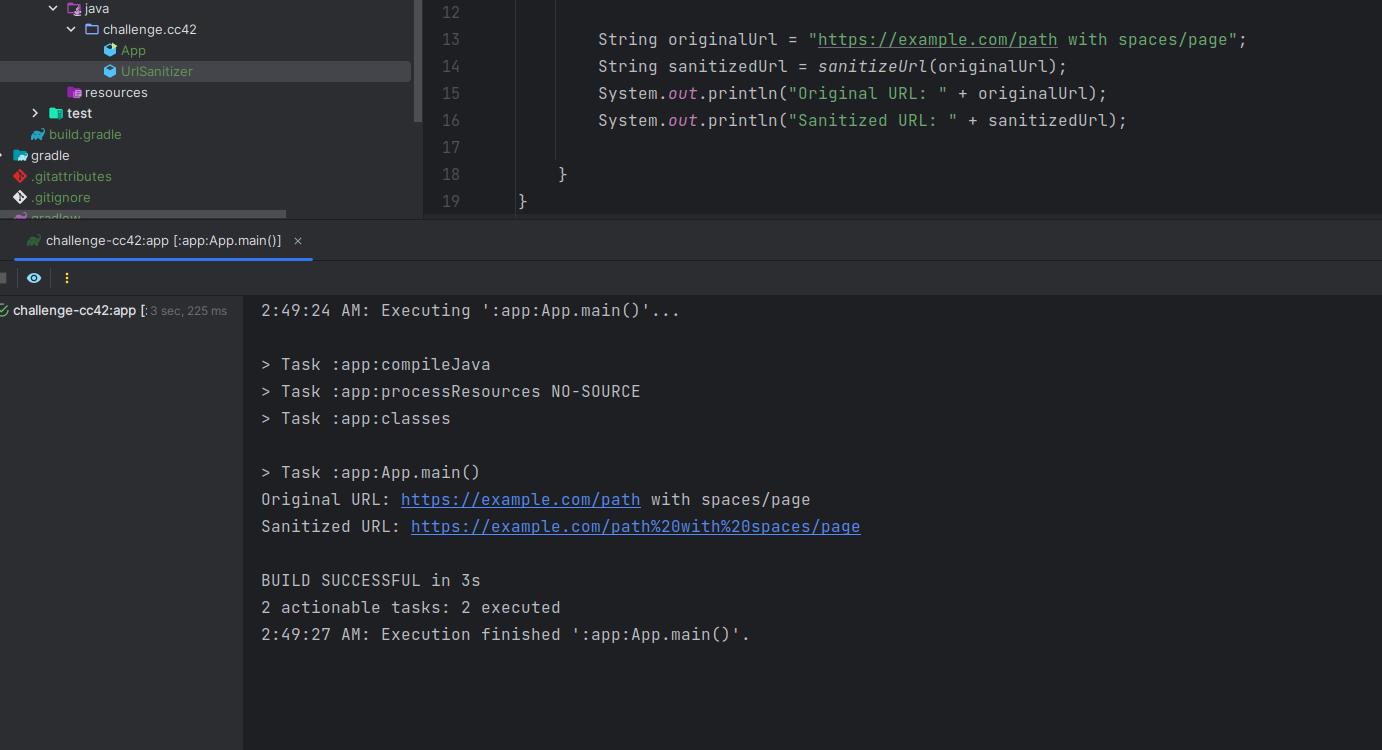 java
challenge.cc42
App
UrlSanitizer
resources
test
build.gradle
gradle
.gitattributes
.gitignore
gradlew
12
13 String originalUrl = "https://example.com/path with spaces/page";
14 String sanitizedUrl = sanitizeUrl(originalUrl);
15 System.out.println("Original URL: " + originalUrl);
16 System.out.println("Sanitized URL: " + sanitizedUrl);
17
18 }
19 }
challenge-cc42:app [:app:App.main()] ×
challenge-cc42:app [: 3 sec, 225 ms
2:49:24 AM: Executing ':app:App.main()'...
> Task :app:compileJava
> Task :app:processResources NO-SOURCE
> Task :app:classes
> Task :app:App.main()
Original URL: https://example.com/path with spaces/page
Sanitized URL: https://example.com/path%20with%20spaces/page
BUILD SUCCESSFUL in 3s
2 actionable tasks: 2 executed
2:49:27 AM: Execution finished ':app:App.main()'.